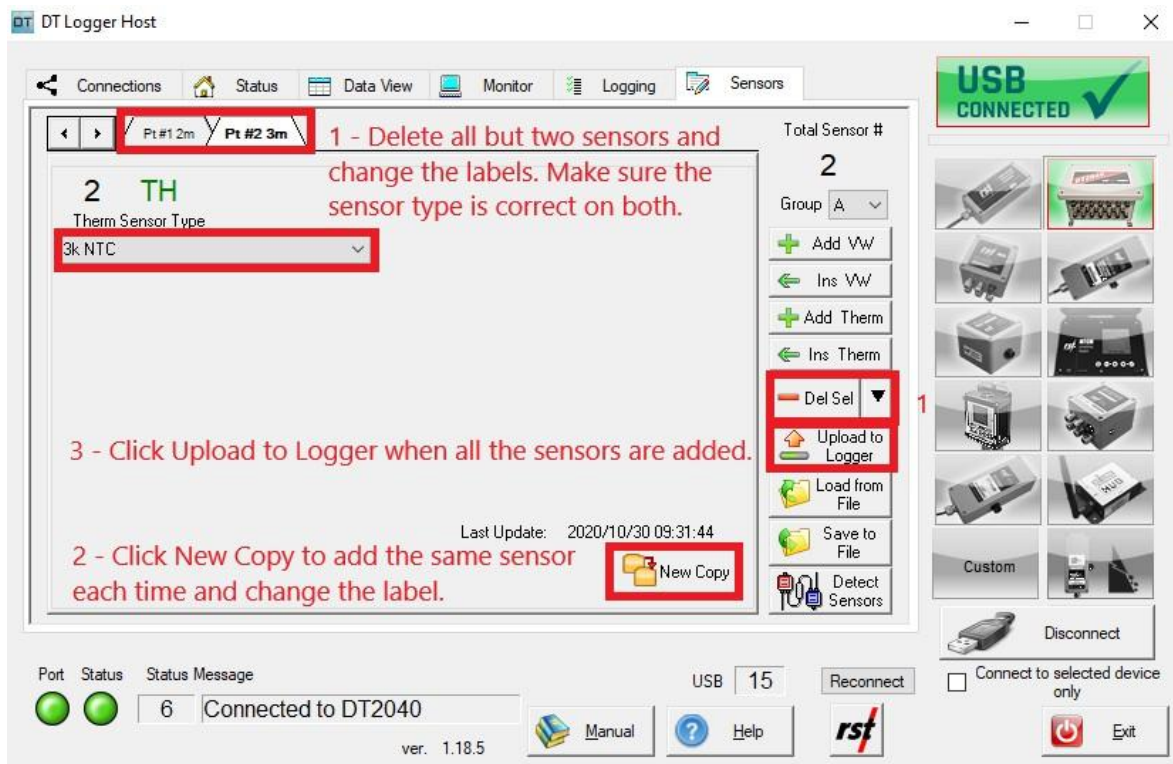 DT DT Logger Host
Connections Status Data View Monitor Logging Sensors
USB
CONNECTED
Pt #1 2m Pt #2 3m
1 - Delete all but two sensors and
change the labels. Make sure the
sensor type is correct on both.
Total Sensor #
2
Group A
2 TH
Therm Sensor Type
3k NTC
Add VW
Ins VW
Add Therm
Ins Therm
Del Sel
1
Upload to
Logger
3 - Click Upload to Logger when all the sensors are added.
Load from
File
Last Update: 2020/10/30 09:31:44
Save to
File
2 - Click New Copy to add the same sensor
each time and change the label.
New Copy
Detect
Sensors
Custom
Disconnect
Connect to selected device
only
Port Status Status Message
6 Connected to DT2040
USB 15
Reconnect
ver. 1.18.5
Manual
Help
rst
Exit